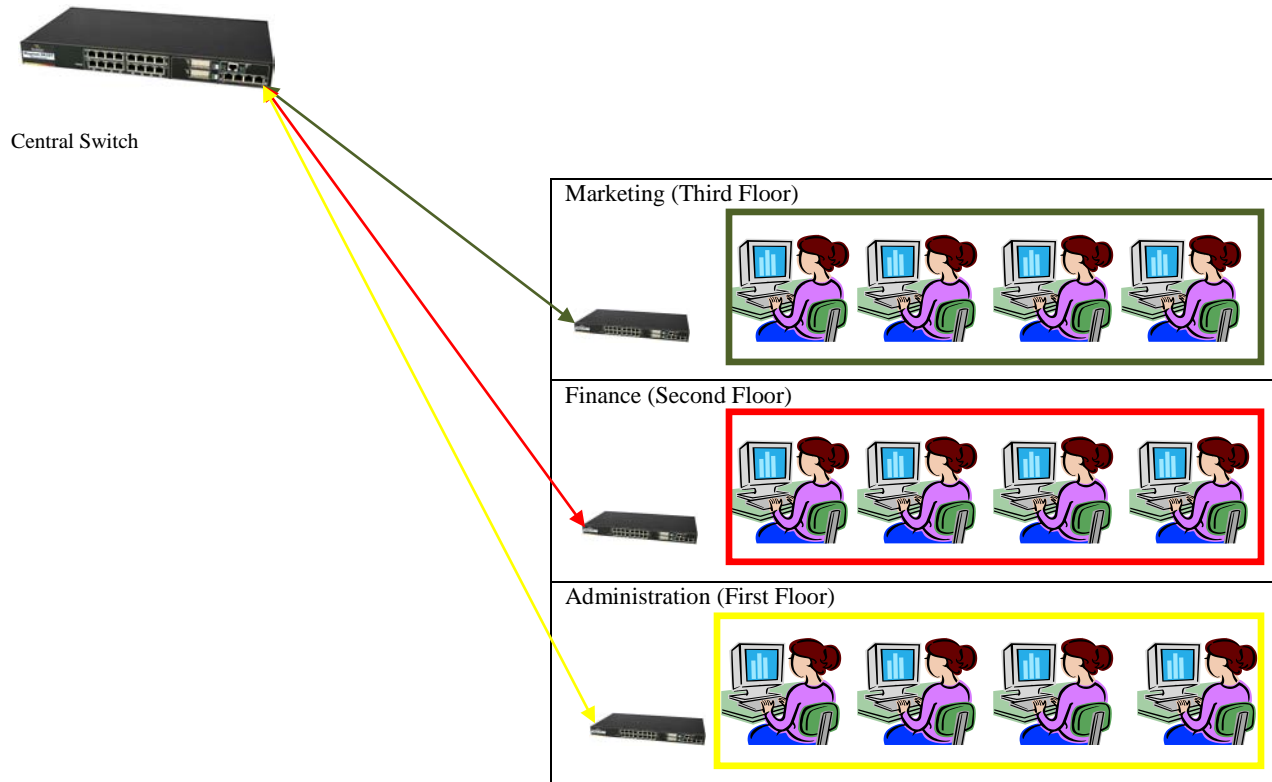 Central Switch
Marketing (Third Floor)
Finance (Second Floor)
Administration (First Floor)